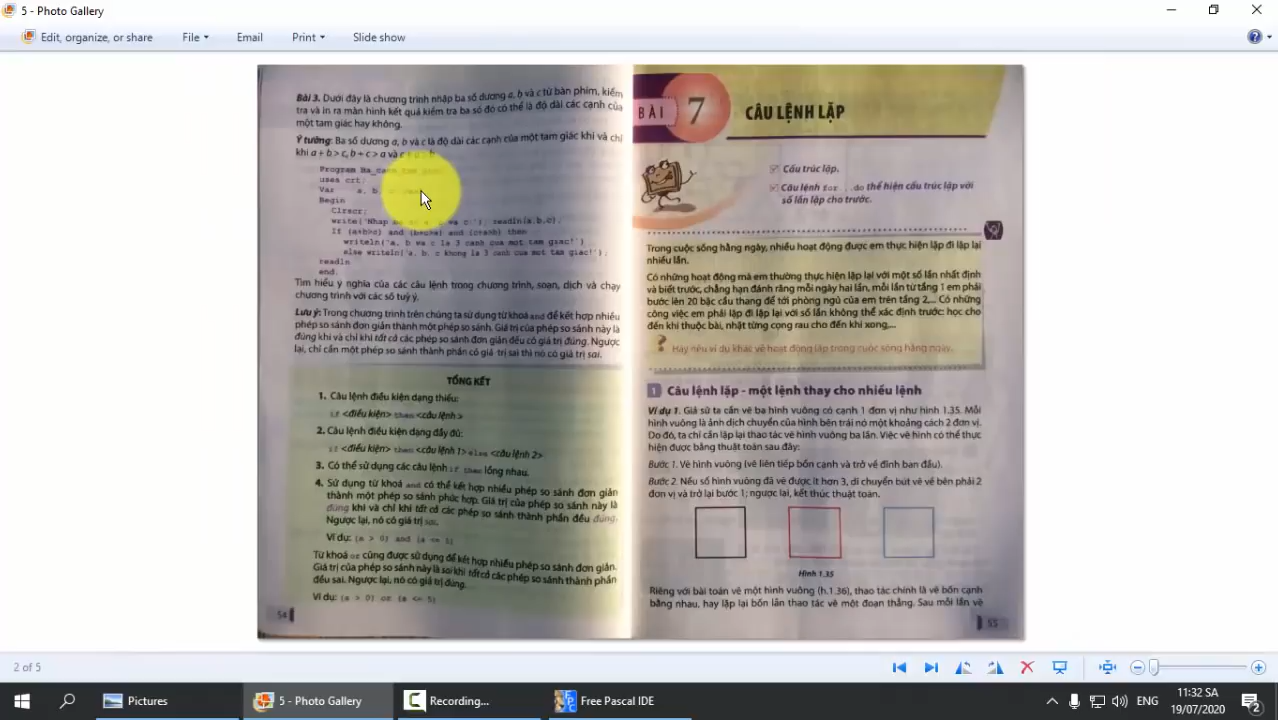 5 - Photo Gallery
Edit, organize, or share
File
Email
Print
Slide show
Bài 3. Dưới đây là chương trình nhập ba số dương a, b và c từ bàn phím, kiểm
tra và in ra màn hình kết quả kiểm tra ba số đó có thể là độ dài các cạnh của
một tam giác hay không.
Ý tưởng: Ba số dương a, b và c là độ dài các cạnh của một tam giác khi và chỉ
khi a + b > c, b + c > a và
Program Ba_canh
uses crt;
Var a, b,
Begin
Clrscr;
write('Nhap va c '); readln(a,b,c);
If (a+b>c) and (b+c>a) and (c+a>b) then
writeln('a, b va c la 3 canh cua mot tam giac!')
else writeln('a, b, c khong la 3 canh cua mot tam giac!');
readln
end.
Tìm hiểu ý nghĩa của các câu lệnh trong chương trình, soạn, dịch và chạy
chương trình với các số tuỳ ý.
Lưu ý: Trong chương trình trên chúng ta sử dụng từ khoá and để kết hợp nhiều
phép so sánh đơn giản thành một phép so sánh. Giá trị của phép so sánh này là
đúng khi và chỉ khi tất cả các phép so sánh đơn giản đều có giá trị đúng. Ngược
lại, chỉ cần một phép so sánh thành phần có giá trị sai thì nó có giá trị sai.
TỔNG KẾT
1. Câu lệnh điều kiện dạng thiếu:
if <điều kiện> then <câu lệnh>
2. Câu lệnh điều kiện dạng đầy đủ:
if <điều kiện> then <câu lệnh 1> else <câu lệnh 2>
3. Có thể sử dụng các câu lệnh if then lồng nhau.
4. Sử dụng từ khoá and có thể kết hợp nhiều phép so sánh đơn giản
thành một phép so sánh phức hợp. Giá trị của phép so sánh này là
đúng khi và chỉ khi tất cả các phép so sánh thành phần đều đúng.
Ngược lại, nó có giá trị sai.
Ví dụ: (a > 0) and (a <= 5)
Từ khoá or cũng được sử dụng để kết hợp nhiều phép so sánh đơn giản.
Giá trị của phép so sánh này là sai khi tất cả các phép so sánh thành phần
đều sai. Ngược lại, nó có giá trị đúng.
Ví dụ: (a > 0) or (a <= 5)
54
BÀI 7 CÂU LỆNH LẶP
Cấu trúc lặp.
Câu lệnh for...do thể hiện cấu trúc lặp với
số lần lặp cho trước.
Trong cuộc sống hằng ngày, nhiều hoạt động được em thực hiện lặp đi lặp lại
nhiều lần.
Có những hoạt động mà em thường thực hiện lặp lại với một số lần nhất định
và biết trước, chẳng hạn đánh răng mỗi ngày hai lần, mỗi lần từ tầng 1 em phải
bước lên 20 bậc cầu thang để tới phòng ngủ của em trên tầng 2,... Có những
công việc em phải lặp đi lặp lại với số lần không thể xác định trước: học cho
đến khi thuộc bài, nhặt từng cọng rau cho đến khi xong,...
? Hãy nêu ví dụ khác về hoạt động lặp trong cuộc sống hằng ngày.
1 Câu lệnh lặp - một lệnh thay cho nhiều lệnh
Ví dụ 1. Giả sử ta cần vẽ ba hình vuông có cạnh 1 đơn vị như hình 1.35. Mỗi
hình vuông là ảnh dịch chuyển của hình bên trái nó một khoảng cách 2 đơn vị.
Do đó, ta chỉ cần lặp lại thao tác vẽ hình vuông ba lần. Việc vẽ hình có thể thực
hiện được bằng thuật toán sau đây:
Bước 1. Vẽ hình vuông (vẽ liên tiếp bốn cạnh và trở về đỉnh ban đầu).
Bước 2. Nếu số hình vuông đã vẽ được ít hơn 3, di chuyển bút vẽ về bên phải 2
đơn vị và trở lại bước 1; ngược lại, kết thúc thuật toán.
Hình 1.35
Riêng với bài toán vẽ một hình vuông (h.1.36), thao tác chính là vẽ bốn cạnh
bằng nhau, hay lặp lại bốn lần thao tác vẽ một đoạn thẳng. Sau mỗi lần vẽ
55
2 of 5
Pictures
5 - Photo Gallery
Recording...
Free Pascal IDE
ENG
11:32 SA
19/07/2020
2